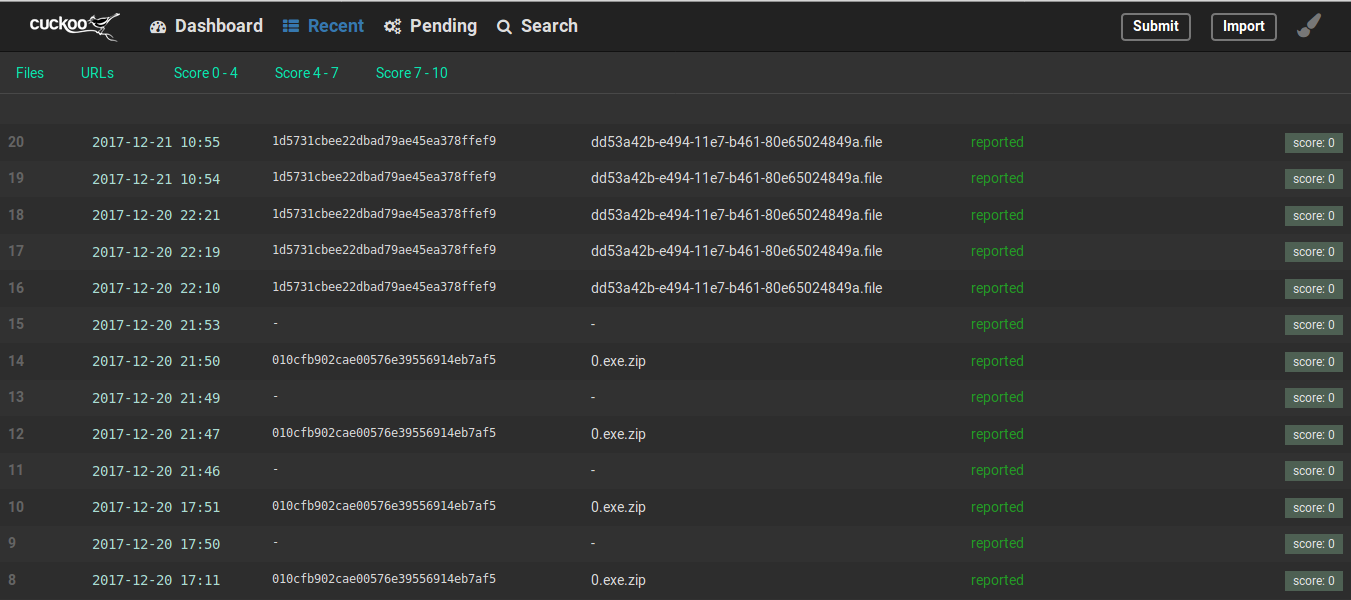 cuckoo Dashboard Recent Pending Search Submit Import
Files URLs Score 0 - 4 Score 4 - 7 Score 7 - 10
20 2017-12-21 10:55 1d5731cbee22dbad79ae45ea378ffef9 dd53a42b-e494-11e7-b461-80e65024849a.file reported score: 0
19 2017-12-21 10:54 1d5731cbee22dbad79ae45ea378ffef9 dd53a42b-e494-11e7-b461-80e65024849a.file reported score: 0
18 2017-12-20 22:21 1d5731cbee22dbad79ae45ea378ffef9 dd53a42b-e494-11e7-b461-80e65024849a.file reported score: 0
17 2017-12-20 22:19 1d5731cbee22dbad79ae45ea378ffef9 dd53a42b-e494-11e7-b461-80e65024849a.file reported score: 0
16 2017-12-20 22:10 1d5731cbee22dbad79ae45ea378ffef9 dd53a42b-e494-11e7-b461-80e65024849a.file reported score: 0
15 2017-12-20 21:53 - - reported score: 0
14 2017-12-20 21:50 010cfb902cae00576e39556914eb7af5 0.exe.zip reported score: 0
13 2017-12-20 21:49 - - reported score: 0
12 2017-12-20 21:47 010cfb902cae00576e39556914eb7af5 0.exe.zip reported score: 0
11 2017-12-20 21:46 - - reported score: 0
10 2017-12-20 17:51 010cfb902cae00576e39556914eb7af5 0.exe.zip reported score: 0
9 2017-12-20 17:50 - - reported score: 0
8 2017-12-20 17:11 010cfb902cae00576e39556914eb7af5 0.exe.zip reported score: 0